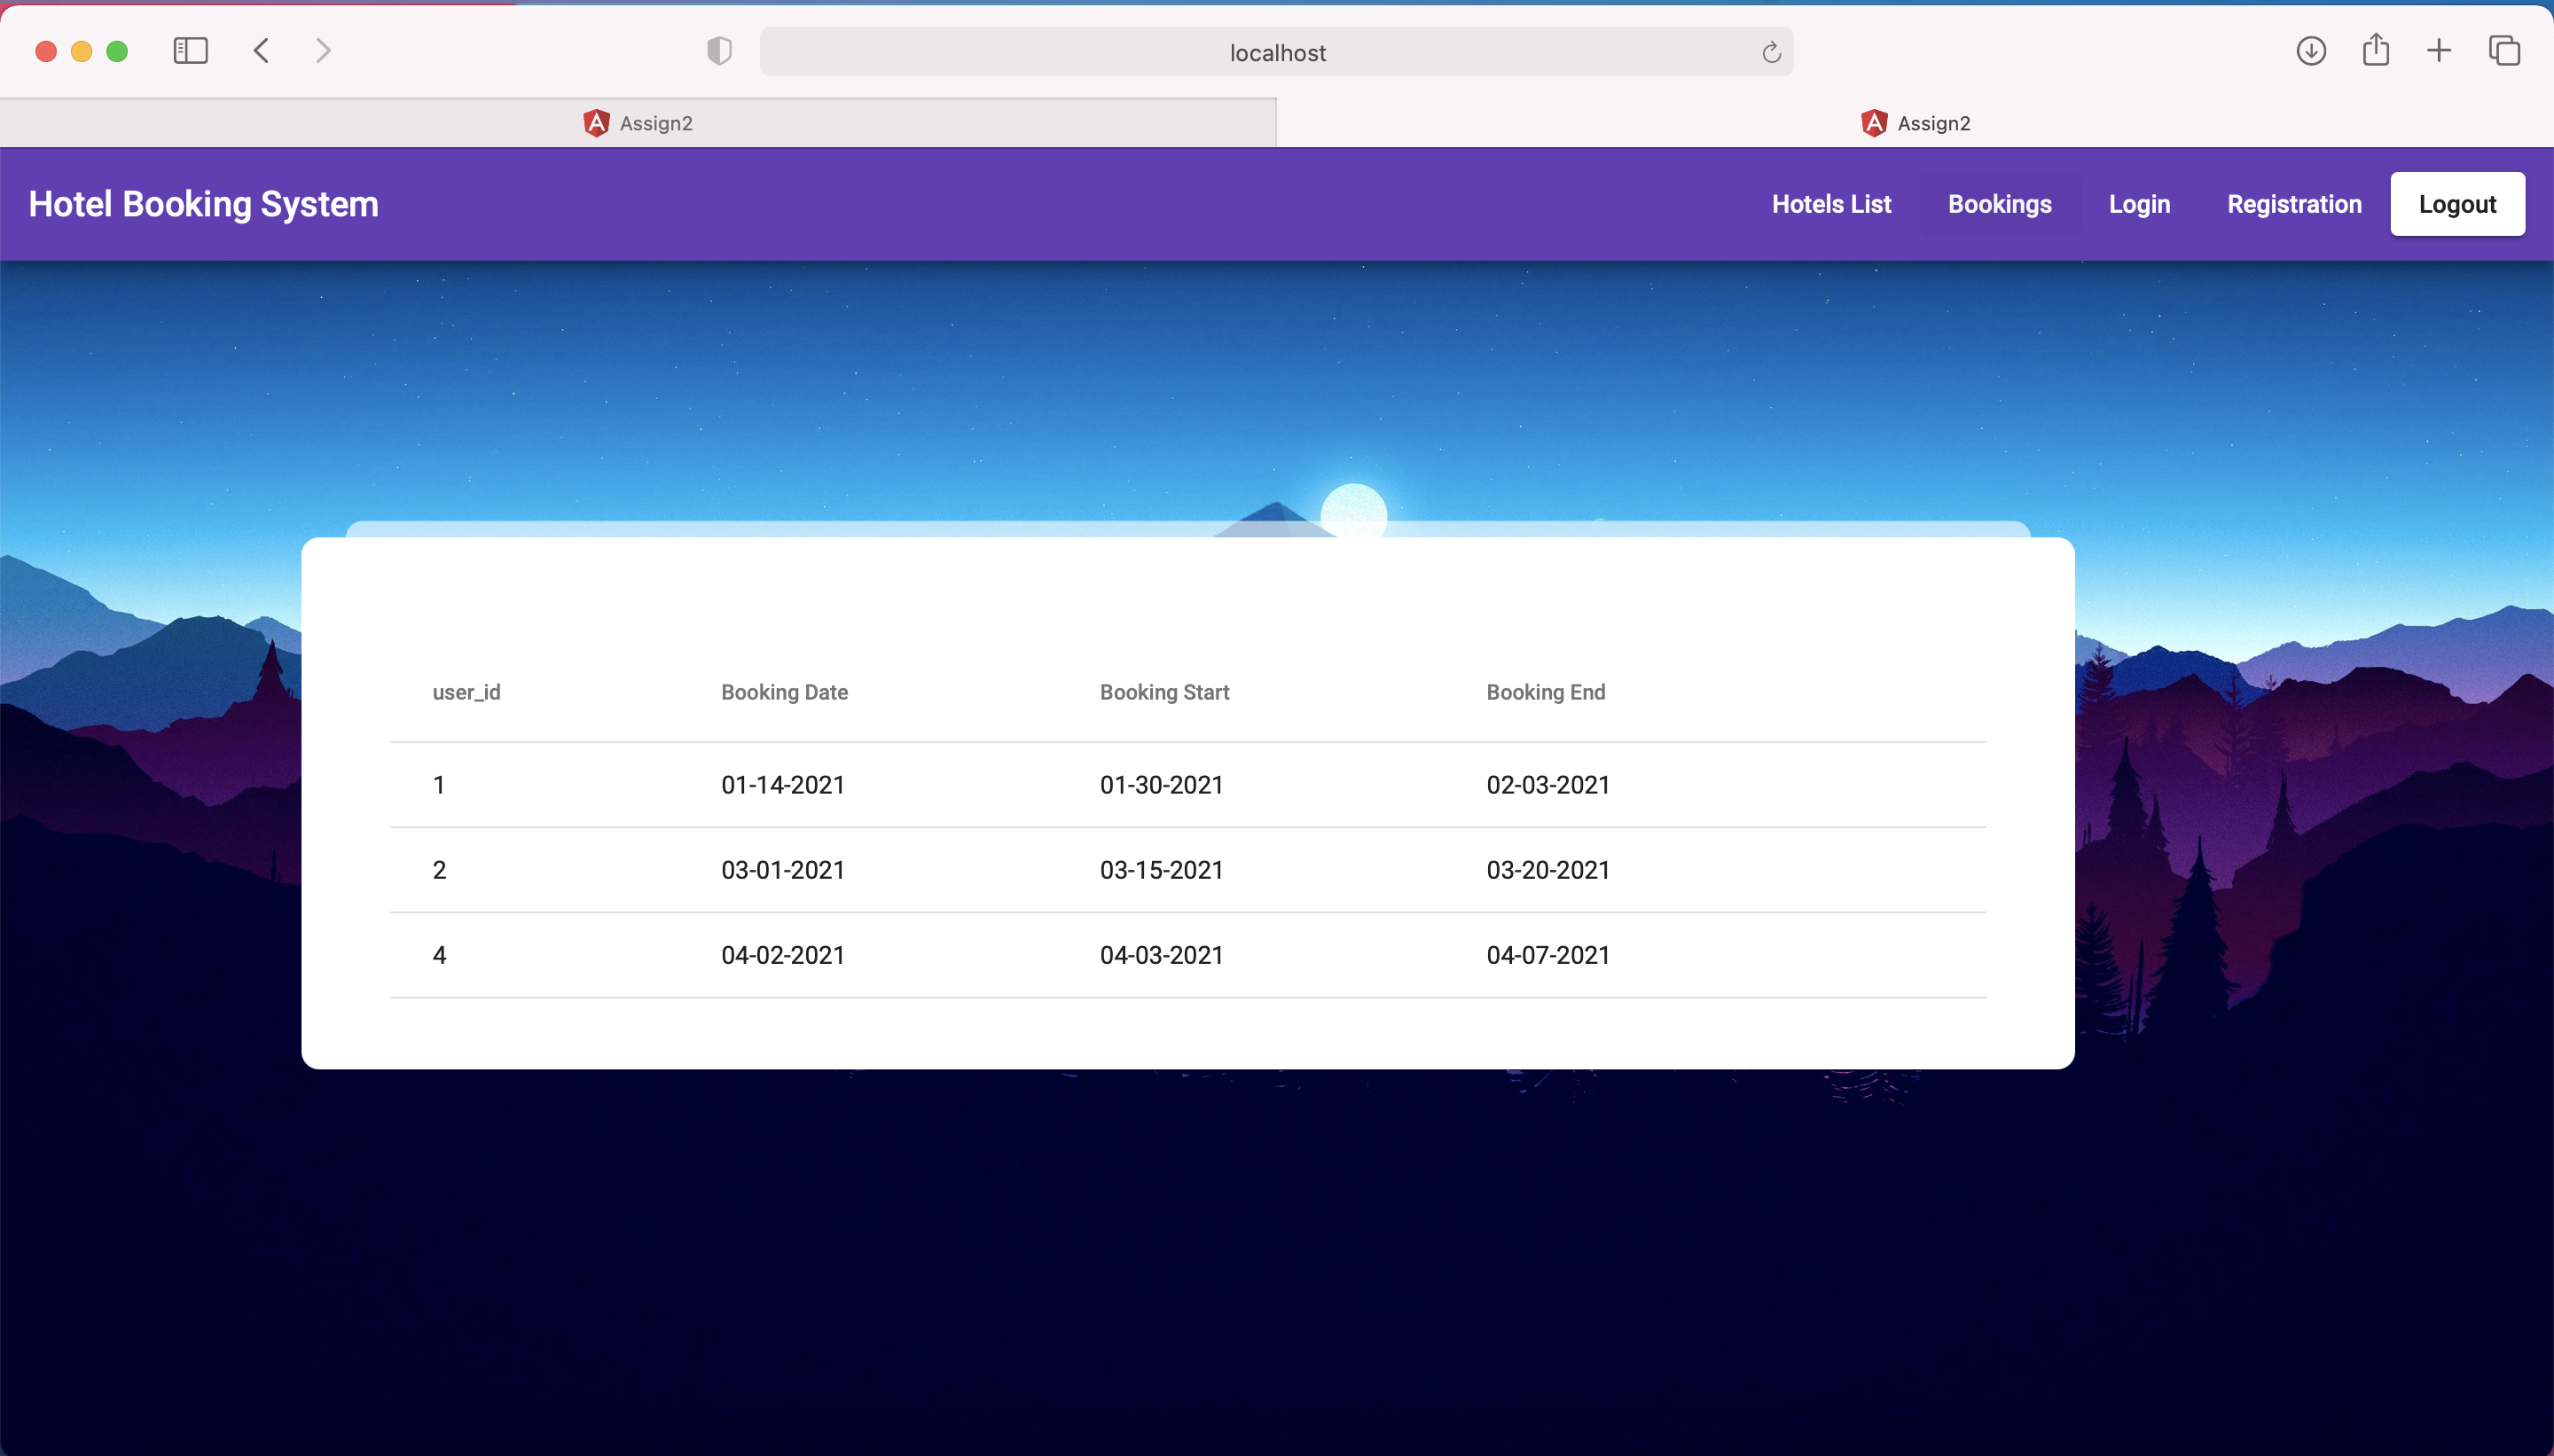 localhost
Assign2
Assign2
Hotel Booking System Hotels List Bookings Login Registration Logout
user_id Booking Date Booking Start Booking End
1 01-14-2021 01-30-2021 02-03-2021
2 03-01-2021 03-15-2021 03-20-2021
4 04-02-2021 04-03-2021 04-07-2021